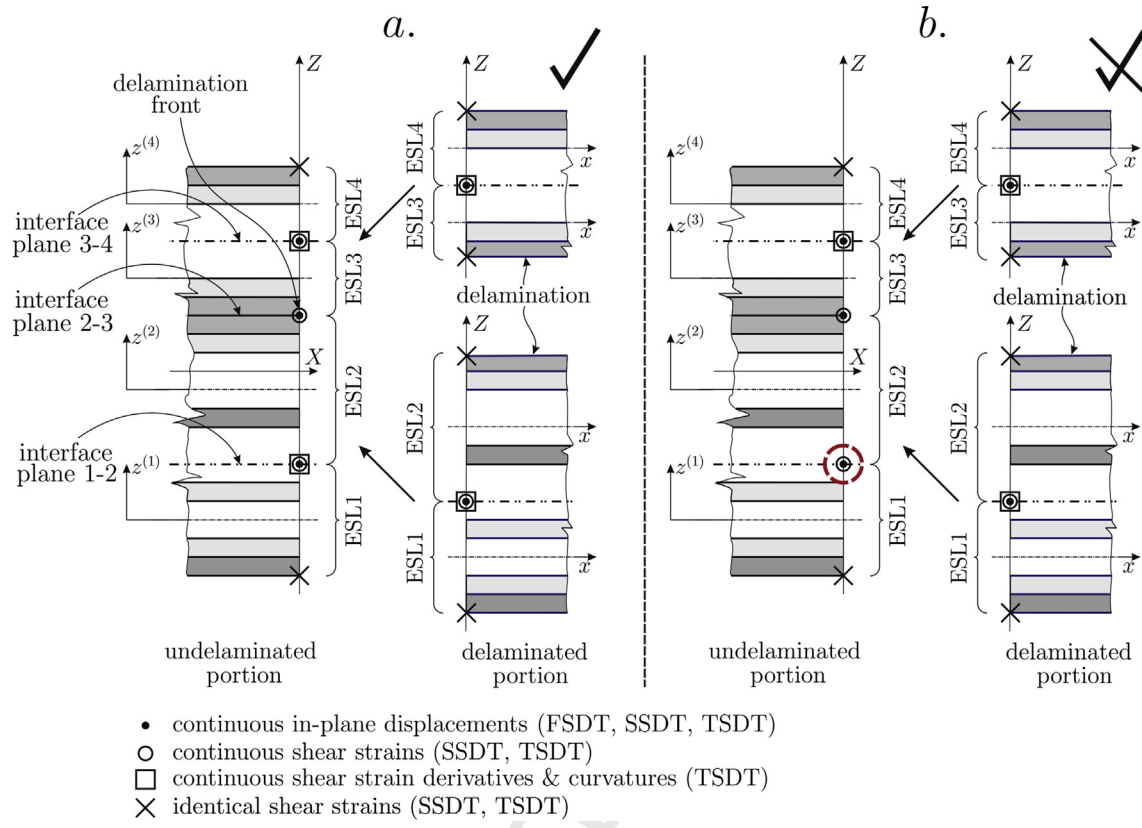 a.
b.
delamination
front
Z
Z
z(4)
z(3)
z(2)
z(1)
interface
plane 3-4
interface
plane 2-3
interface
plane 1-2
X
ESL4
ESL3
ESL2
ESL1
ESL4
ESL3
x
x
delamination
Z
ESL2
ESL1
x
x
undelaminated
portion
delaminated
portion
Z
Z
z(4)
z(3)
z(2)
z(1)
X
ESL4
ESL3
ESL2
ESL1
ESL4
ESL3
x
x
delamination
Z
ESL2
ESL1
x
x
undelaminated
portion
delaminated
portion
continuous in-plane displacements (FSDT, SSDT, TSDT)
continuous shear strains (SSDT, TSDT)
continuous shear strain derivatives & curvatures (TSDT)
identical shear strains (SSDT, TSDT)